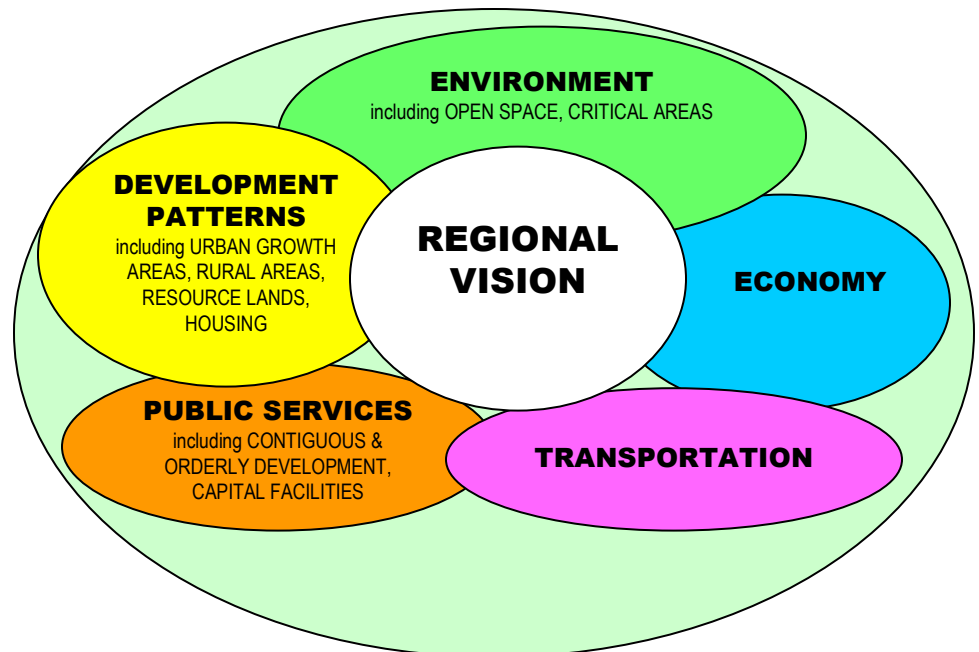 ENVIRONMENT
including OPEN SPACE, CRITICAL AREAS
DEVELOPMENT
PATTERNS
including URBAN GROWTH
AREAS, RURAL AREAS,
RESOURCE LANDS,
HOUSING
REGIONAL
VISION
ECONOMY
PUBLIC SERVICES
including CONTIGUOUS &
ORDERLY DEVELOPMENT,
CAPITAL FACILITIES
TRANSPORTATION